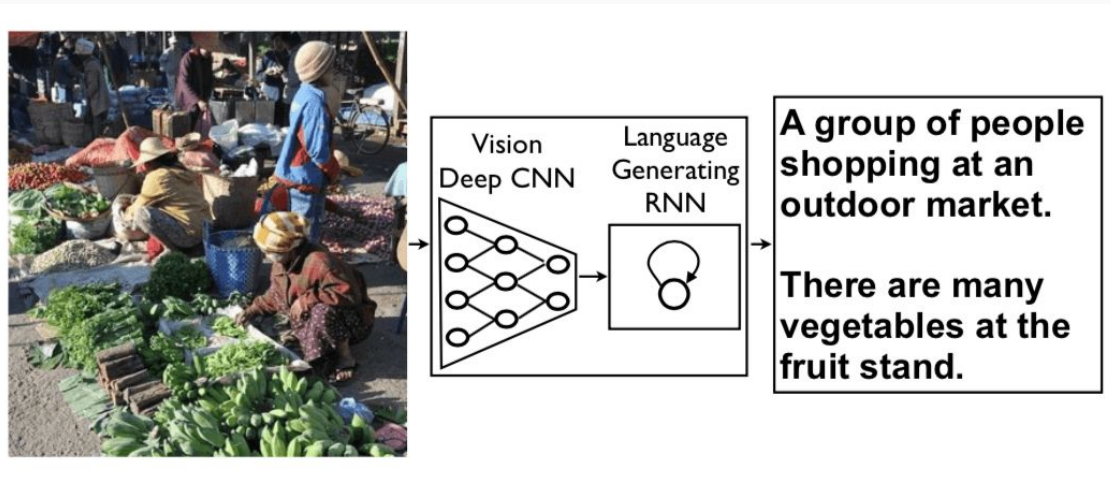 Vision
Deep CNN
Language
Generating
RNN
A group of people
shopping at an
outdoor market.
There are many
vegetables at the
fruit stand.